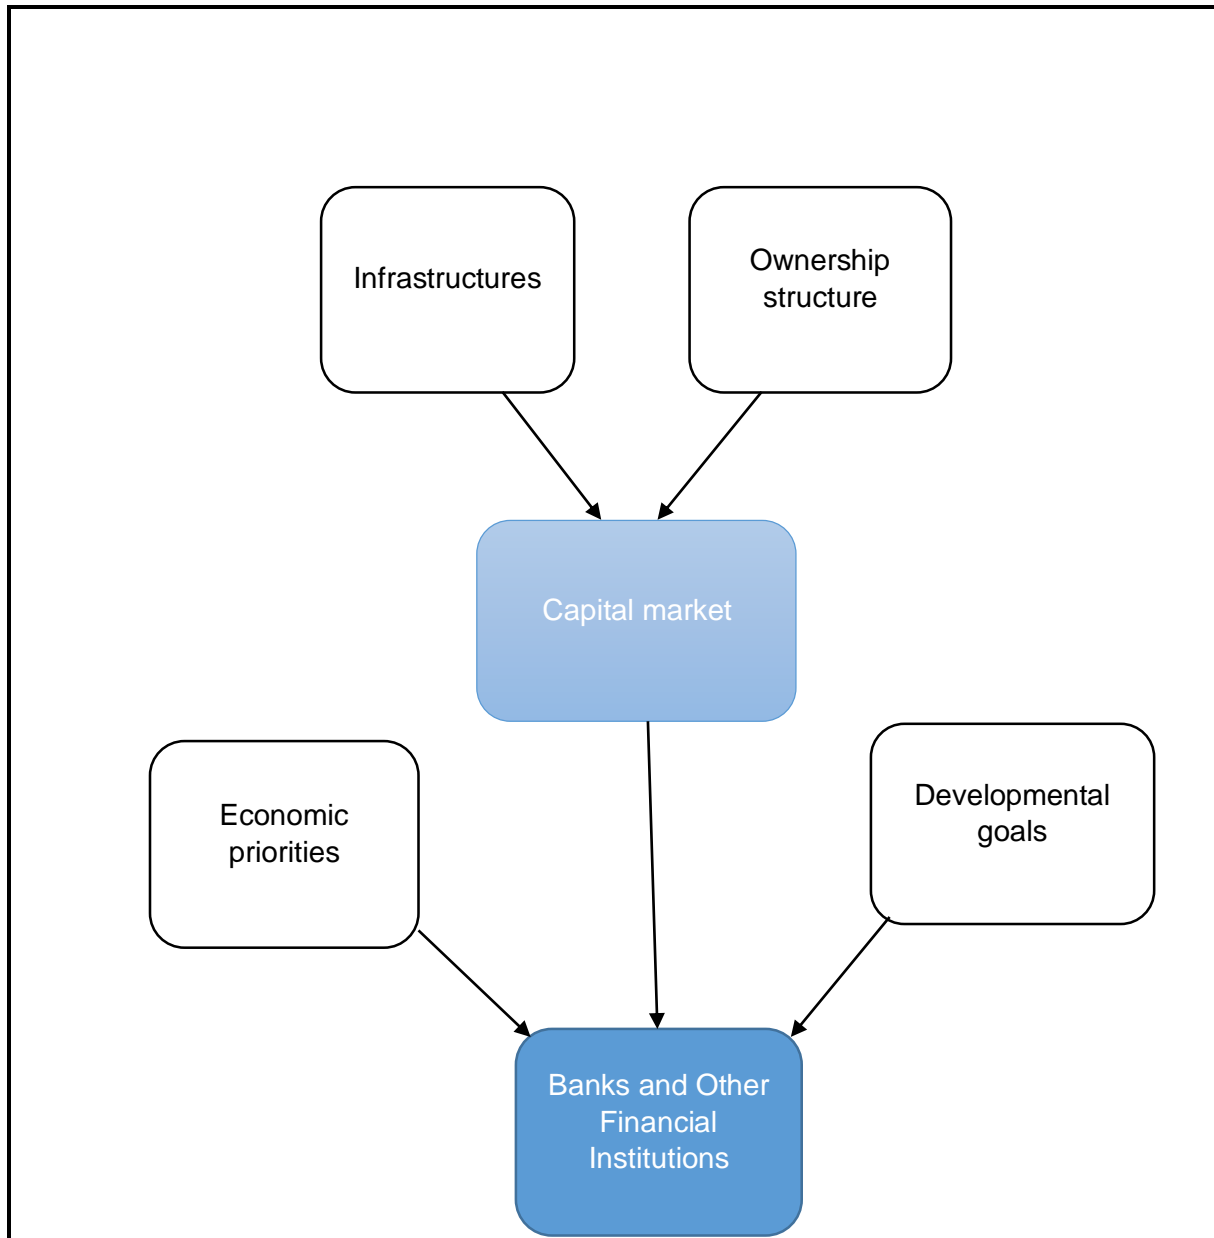 Infrastructures
Ownership
structure
Capital market
Economic
priorities
Developmental
goals
Banks and Other
Financial
Institutions